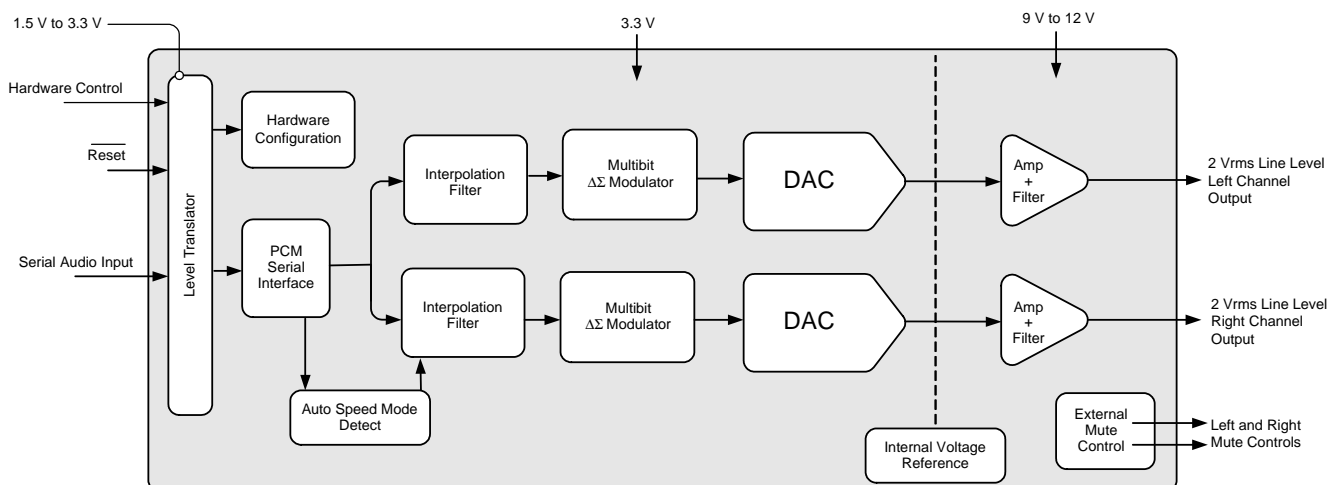 1.5 V to 3.3 V
3.3 V
9 V to 12 V
Hardware Control
Reset
Serial Audio Input
Level Translator
Hardware
Configuration
PCM
Serial
Interface
Auto Speed Mode
Detect
Interpolation
Filter
Multibit
ΔΣ Modulator
DAC
Amp
+
Filter
2 Vrms Line Level
Left Channel
Output
Interpolation
Filter
Multibit
ΔΣ Modulator
DAC
Amp
+
Filter
2 Vrms Line Level
Right Channel
Output
Internal Voltage
Reference
External
Mute
Control
Left and Right
Mute Controls